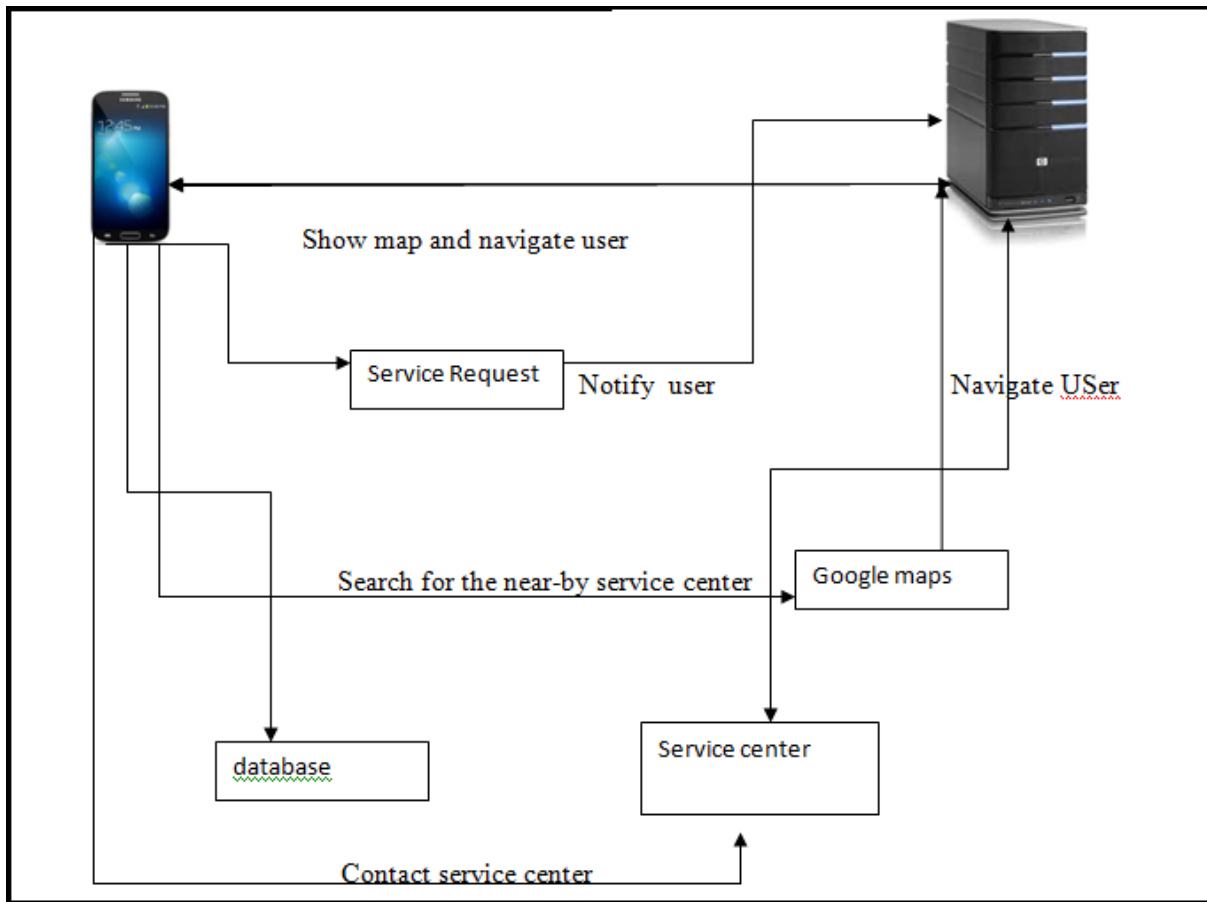 12:45PM
Show map and navigate user
Service Request
Notify user
Navigate USer
Search for the near-by service center
Google maps
Service center
database
Contact service center